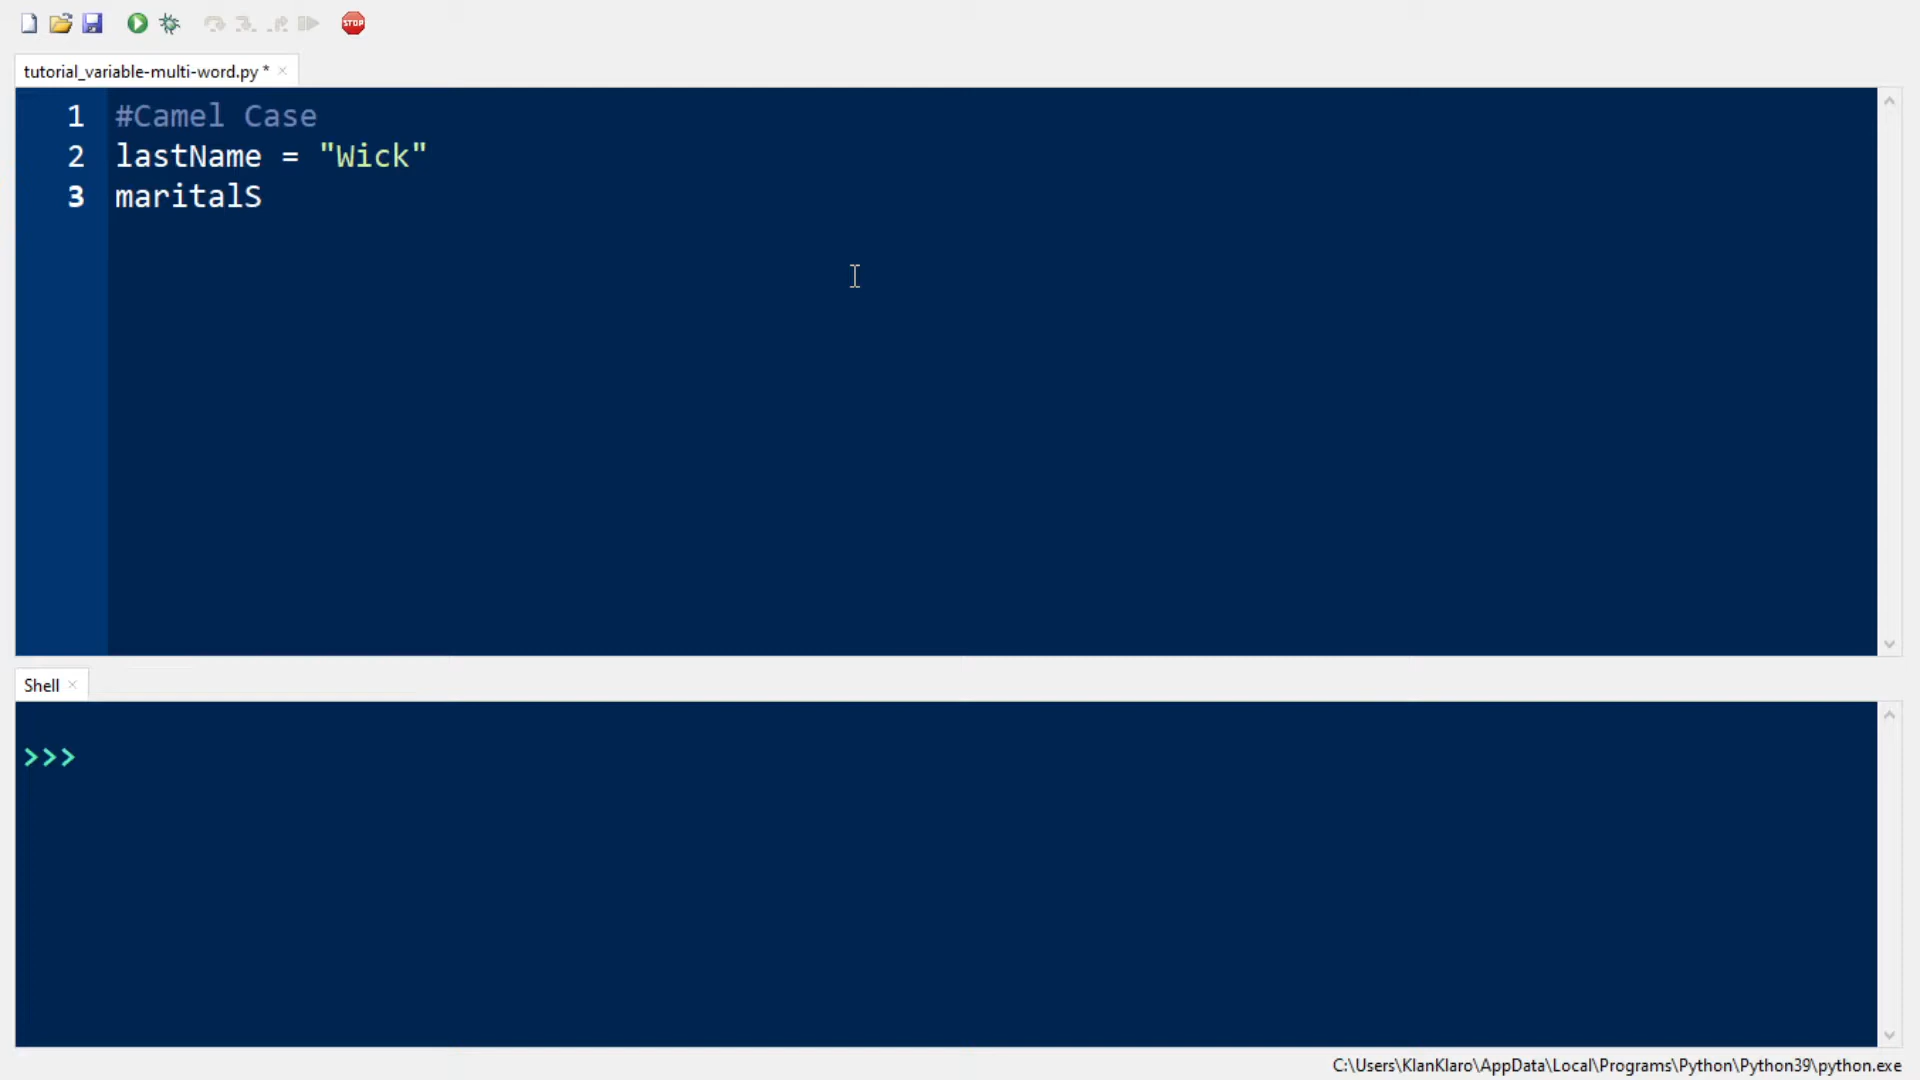 STOP
tutorial_variable-multi-word.py *
1 #Camel Case
2 lastName = "Wick"
3 maritalS
Shell
>>>
C:\Users\KlanKlaro\AppData\Local\Programs\Python\Python39\python.exe